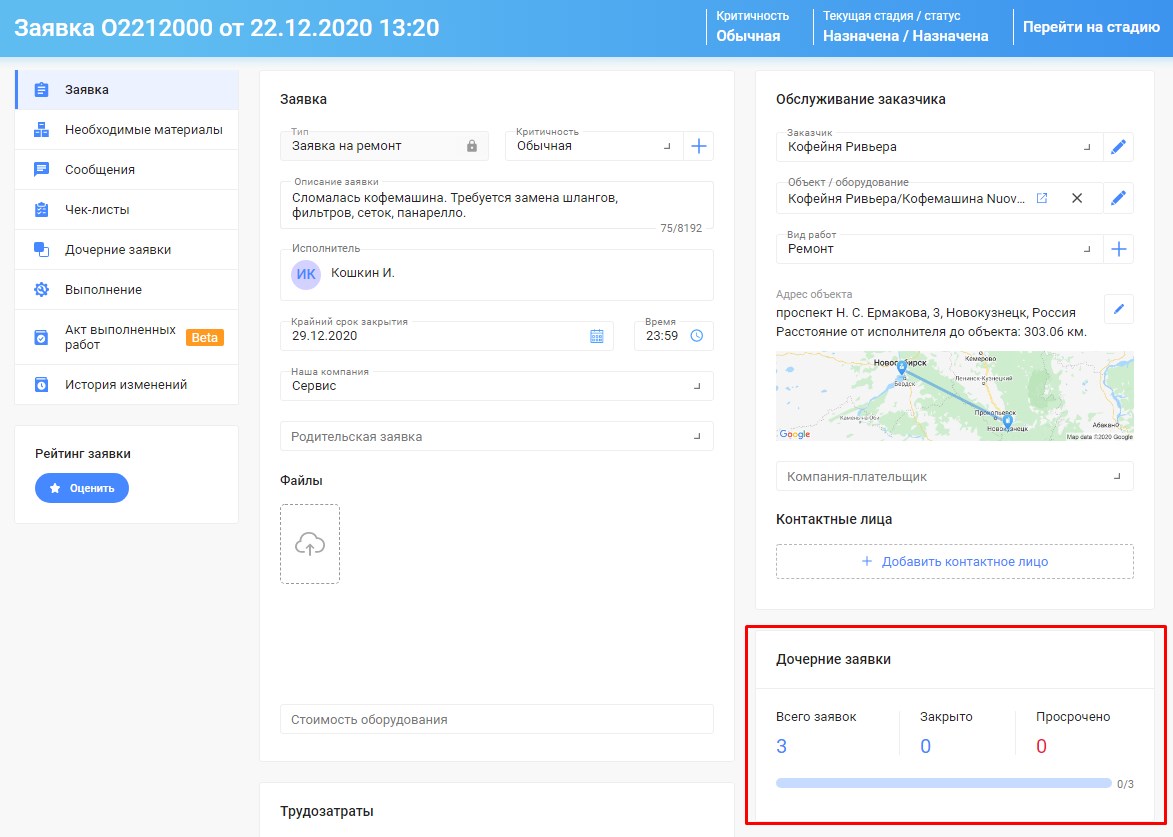 Заявка O2212000 от 22.12.2020 13:20
Критичность
Обычная
Текущая стадия / статус
Назначена / Назначена
Перейти на стадию
Заявка
Необходимые материалы
Сообщения
Чек-листы
Дочерние заявки
Выполнение
Акт выполненных
работ
Beta
История изменений
Рейтинг заявки
Оценить
Заявка
Тип
Заявка на ремонт
Критичность
Обычная
Описание заявки
Сломалась кофемашина. Требуется замена шлангов,
фильтров, сеток, панарелло.
75/8192
Исполнитель
ИК
Кошкин И.
Крайний срок закрытия
29.12.2020
Время
23:59
Наша компания
Сервис
Родительская заявка
Файлы
Стоимость оборудования
Трудозатраты
Обслуживание заказчика
Заказчик
Кофейня Ривьера
Объект / оборудование
Кофейня Ривьера/Кофемашина Nuov...
Вид работ
Ремонт
Адрес объекта
проспект Н. С. Ермакова, 3, Новокузнецк, Россия
Расстояние от исполнителя до объекта: 303.06 км.
Новосибирск
Кемерово
Бердск
Ленинск-Кузнецкий
Камень-на-Оби
Прокопьевск
Новокузнецк
Абакан
Google
Map data ©2020 Google
Компания-плательщик
Контактные лица
+ Добавить контактное лицо
Дочерние заявки
Всего заявок
3
Закрыто
0
Просрочено
0
0/3